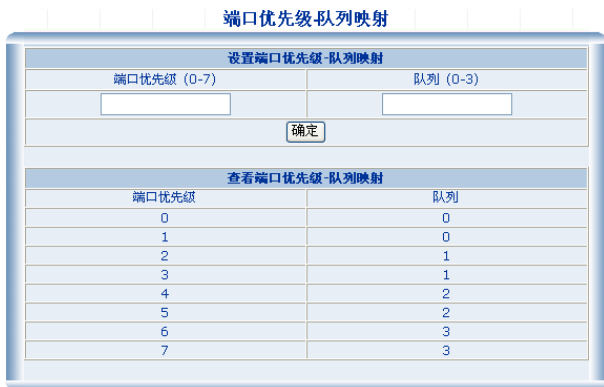 端口优先级-队列映射
设置端口优先级-队列映射
端口优先级 (0-7) 队列 (0-3)
确定
查看端口优先级-队列映射
端口优先级 队列
0 0
1 0
2 1
3 1
4 2
5 2
6 3
7 3